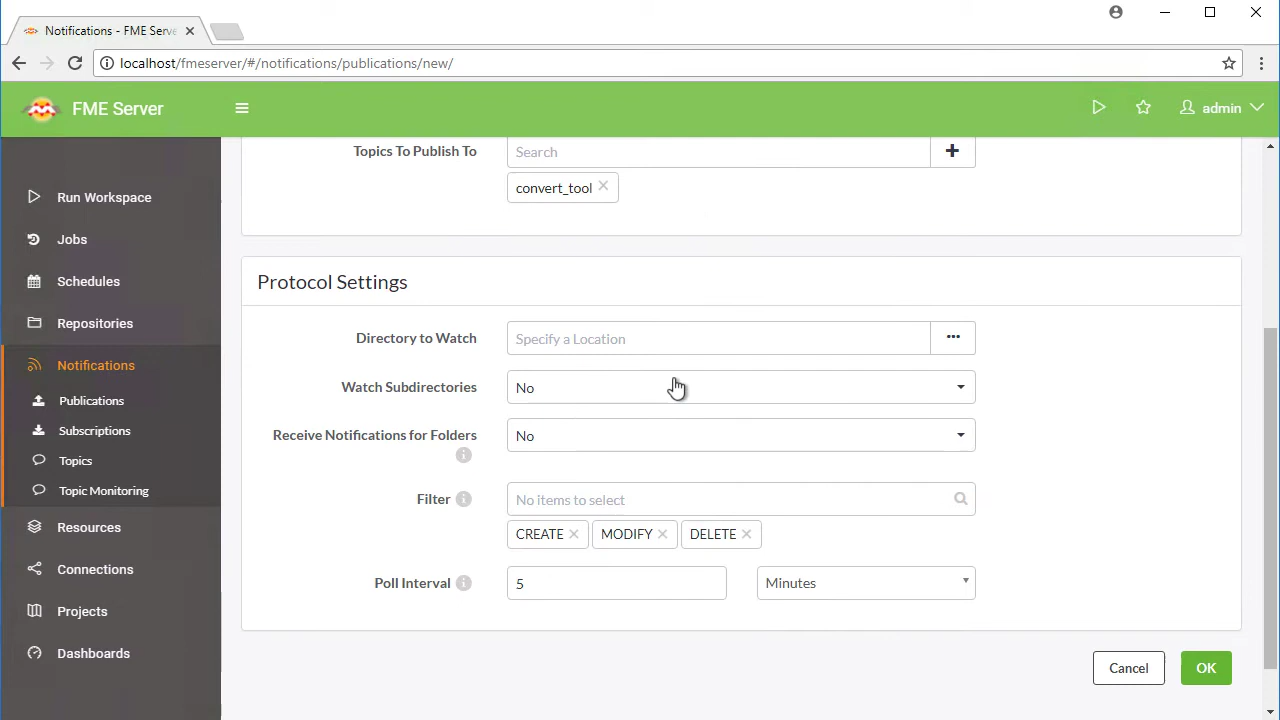 Notifications - FME Serve
localhost/fmeserver/#/notifications/publications/new/
FME Server
admin
Topics To Publish To
Search
convert_tool
Run Workspace
Jobs
Schedules
Repositories
Notifications
Publications
Subscriptions
Topics
Topic Monitoring
Resources
Connections
Projects
Dashboards
Protocol Settings
Directory to Watch
Specify a Location
Watch Subdirectories
No
Receive Notifications for Folders
No
Filter
No items to select
CREATE MODIFY DELETE
Poll Interval
5
Minutes
Cancel
OK